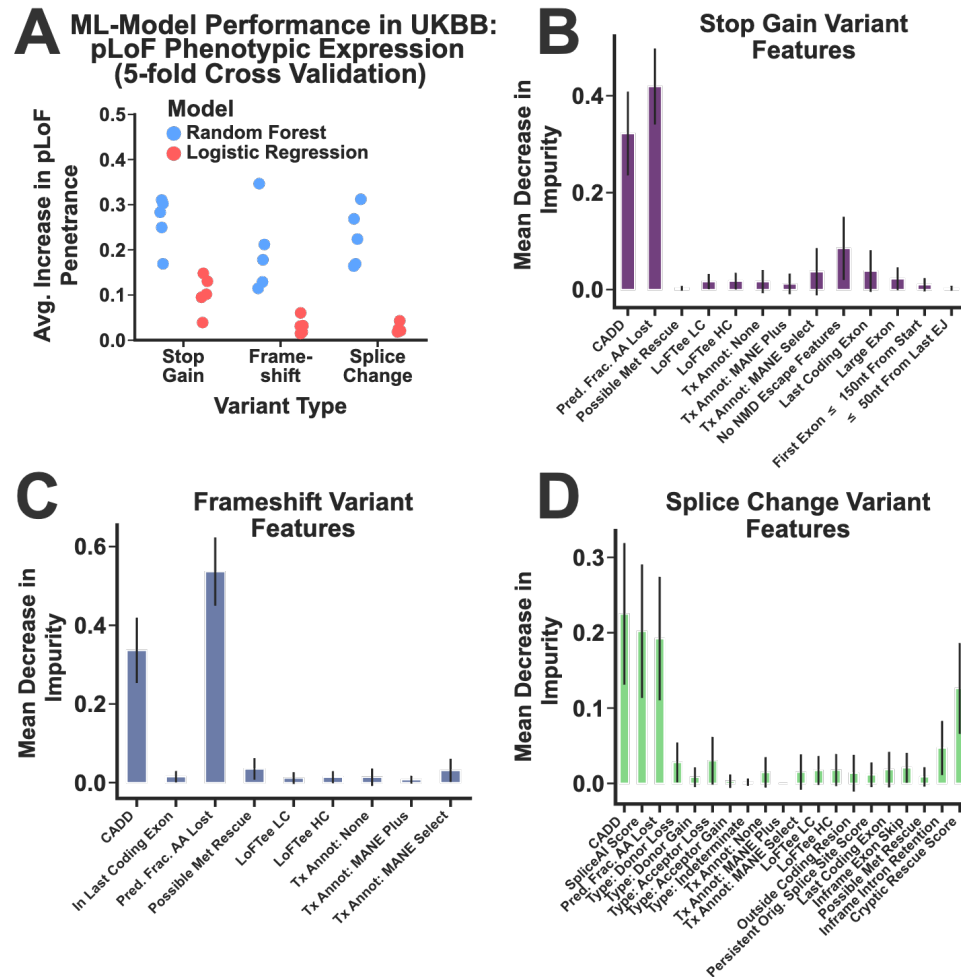 A
ML-Model Performance in UKBB:
pLoF Phenotypic Expression
(5-fold Cross Validation)
Avg. Increase in pLoF
Penetrance
0.5
0.4
0.3
0.2
0.1
0.0
Model
Random Forest
Logistic Regression
Stop
Gain
Frame-
shift
Splice
Change
Variant Type
B
Stop Gain Variant
Features
Mean Decrease in
Impurity
0.4
0.2
0.0
CADD
Pred. Frac. AA Lost
Possible Met Rescue
LoFTee LC
LoFTee HC
Tx Annot: None
Tx Annot: MANE Plus
Tx Annot: MANE Select
No NMD Escape Features
Last Coding Exon
Large Exon
First Exon ≤ 150nt From Start
≤ 50nt From Last EJ
C
Frameshift Variant
Features
Mean Decrease in
Impurity
0.6
0.4
0.2
0.0
CADD
In Last Coding Exon
Pred. Frac. AA Lost
Possible Met Rescue
LoFTee LC
LoFTee HC
Tx Annot: None
Tx Annot: MANE Plus
Tx Annot: MANE Select
D
Splice Change Variant
Features
Mean Decrease in
Impurity
0.3
0.2
0.1
0.0
CADD
SpliceAI Score
Pred. Frac. AA Lost
Type: Donor Loss
Type: Donor Gain
Type: Acceptor Loss
Type: Acceptor Gain
Type: Indeterminate
Tx Annot: None
Tx Annot: MANE Plus
Tx Annot: MANE Select
LoFTee LC
LoFTee HC
Outside Coding Region
Persistent Orig. Splice Site Score
Last Coding Exon
Inframe Exon Skip
Possible Met Rescue
Inframe Intron Retention
Cryptic Rescue Score